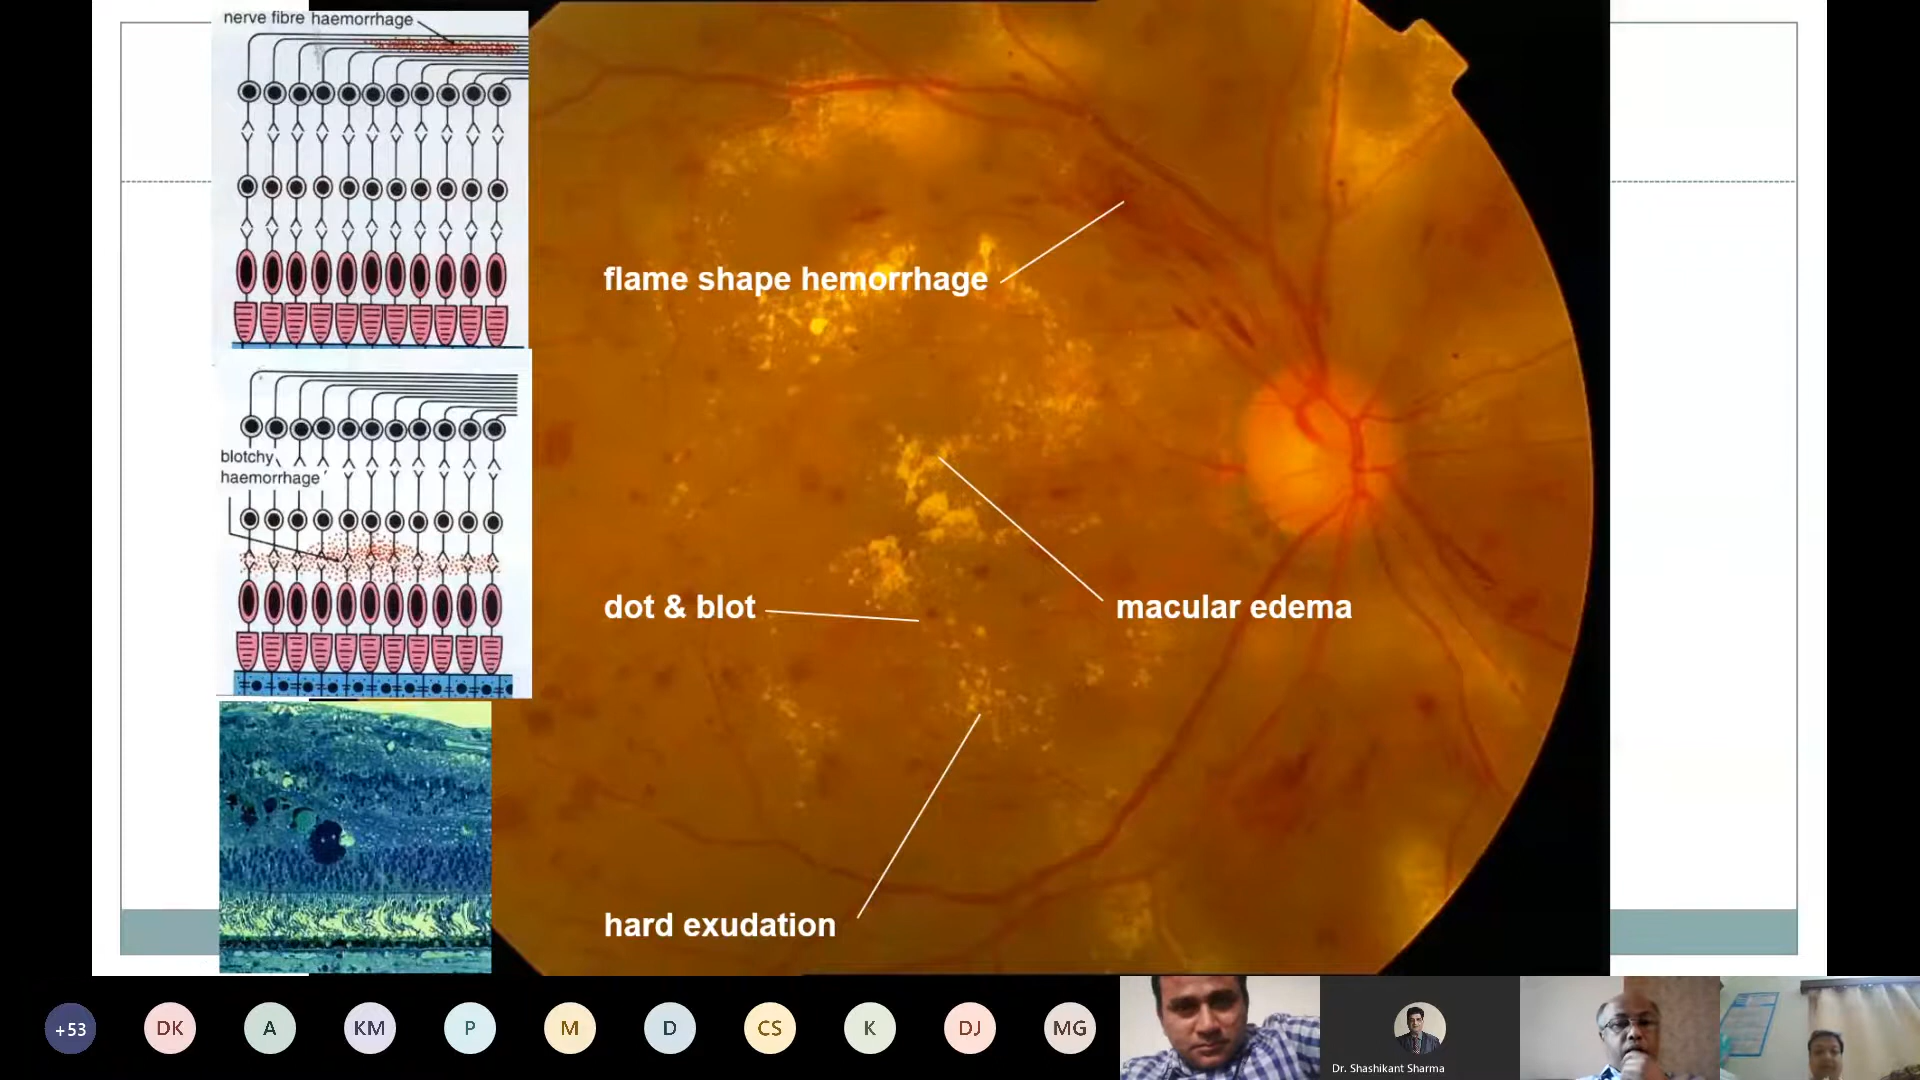 nerve fibre haemorrhage
flame shape hemorrhage
blotchy
haemorrhage
dot & blot
macular edema
hard exudation
+53
DK
A
KM
P
M
D
CS
K
DJ
MG
Dr. Shashikant Sharma